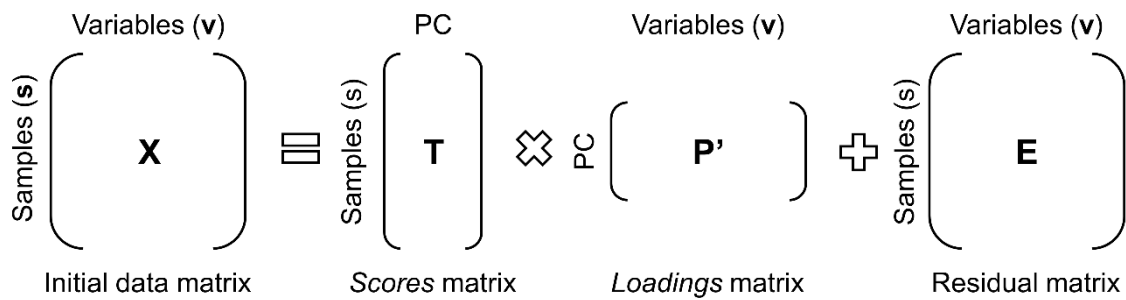 Variables (v) PC Variables (v) Variables (v)
Samples (s) X = Samples (s) T × PC P’ + Samples (s) E
Initial data matrix Scores matrix Loadings matrix Residual matrix